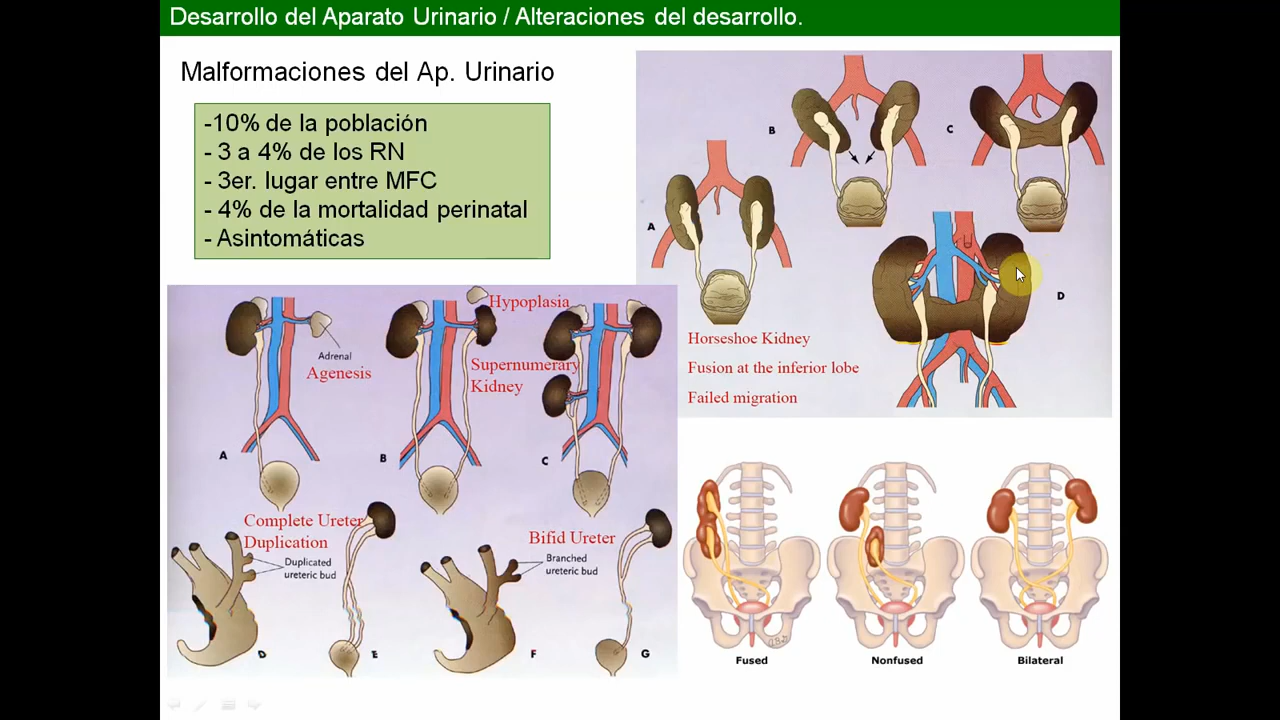 Desarrollo del Aparato Urinario / Alteraciones del desarrollo.
Malformaciones del Ap. Urinario
-10% de la población
- 3 a 4% de los RN
- 3er. lugar entre MFC
- 4% de la mortalidad perinatal
- Asintomáticas
A
B
C
D
Horseshoe Kidney
Fusion at the inferior lobe
Failed migration
Adrenal
Agenesis
Hypoplasia
Supernumerary
Kidney
A
B
C
Complete Ureter
Duplication
Duplicated
ureteric bud
Bifid Ureter
Branched
ureteric bud
D
E
F
G
Fused
Nonfused
Bilateral